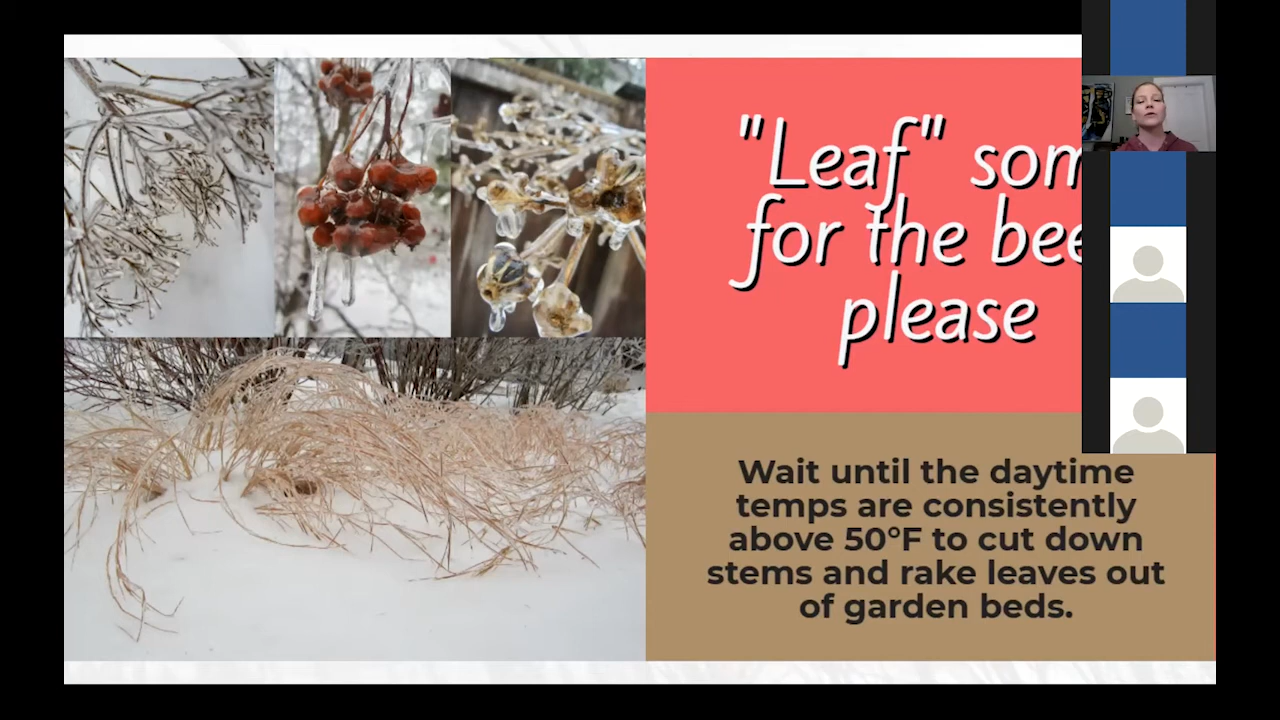 "Leaf" som
for the bee
please
Wait until the daytime
temps are consistently
above 50°F to cut down
stems and rake leaves out
of garden beds.